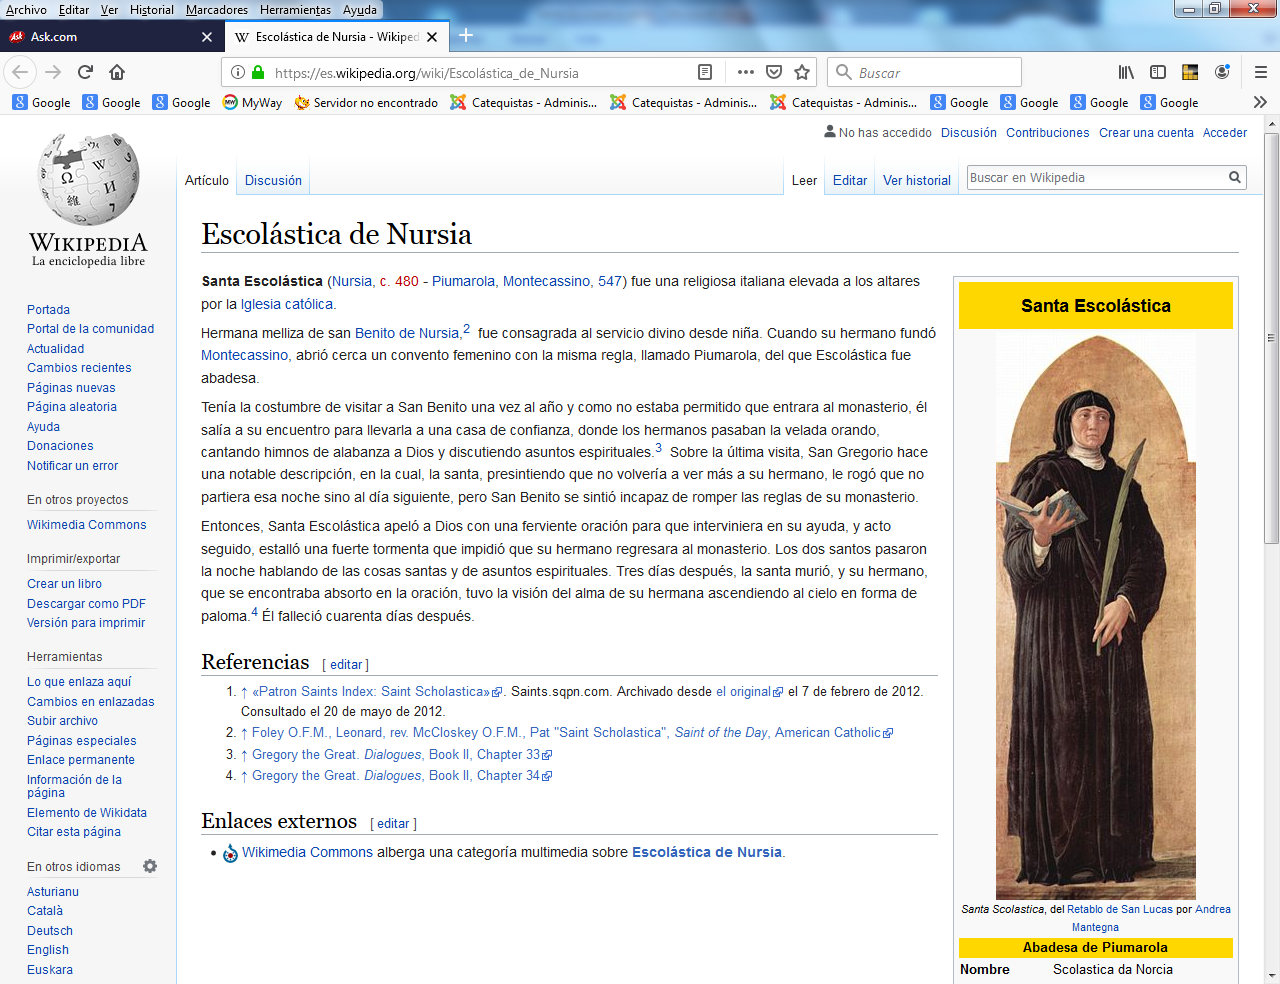 Archivo Editar Ver Historial Marcadores Herramientas Ayuda
Ask.com
Escolástica de Nursia - Wikiped
https://es.wikipedia.org/wiki/Escolástica_de_Nursia
Buscar
Google Google Google MyWay Servidor no encontrado Catequistas - Adminis... Catequistas - Adminis... Catequistas - Adminis... Google Google Google Google
No has accedido Discusión Contribuciones Crear una cuenta Acceder
Artículo Discusión Leer Editar Ver historial Buscar en Wikipedia
WIKIPEDIA
La enciclopedia libre
Portada
Portal de la comunidad
Actualidad
Cambios recientes
Páginas nuevas
Página aleatoria
Ayuda
Donaciones
Notificar un error
En otros proyectos
Wikimedia Commons
Imprimir/exportar
Crear un libro
Descargar como PDF
Versión para imprimir
Herramientas
Lo que enlaza aquí
Cambios en enlazadas
Subir archivo
Páginas especiales
Enlace permanente
Información de la
página
Elemento de Wikidata
Citar esta página
En otros idiomas
Asturianu
Català
Deutsch
English
Euskara
Escolástica de Nursia
Santa Escolástica (Nursia, c. 480 - Piumarola, Montecassino, 547) fue una religiosa italiana elevada a los altares
por la Iglesia católica.
Hermana melliza de san Benito de Nursia,2 fue consagrada al servicio divino desde niña. Cuando su hermano fundó
Montecassino, abrió cerca un convento femenino con la misma regla, llamado Piumarola, del que Escolástica fue
abadesa.
Tenía la costumbre de visitar a San Benito una vez al año y como no estaba permitido que entrara al monasterio, él
salía a su encuentro para llevarla a una casa de confianza, donde los hermanos pasaban la velada orando,
cantando himnos de alabanza a Dios y discutiendo asuntos espirituales.3 Sobre la última visita, San Gregorio hace
una notable descripción, en la cual, la santa, presintiendo que no volvería a ver más a su hermano, le rogó que no
partiera esa noche sino al día siguiente, pero San Benito se sintió incapaz de romper las reglas de su monasterio.
Entonces, Santa Escolástica apeló a Dios con una ferviente oración para que interviniera en su ayuda, y acto
seguido, estalló una fuerte tormenta que impidió que su hermano regresara al monasterio. Los dos santos pasaron
la noche hablando de las cosas santas y de asuntos espirituales. Tres días después, la santa murió, y su hermano,
que se encontraba absorto en la oración, tuvo la visión del alma de su hermana ascendiendo al cielo en forma de
paloma.4 Él falleció cuarenta días después.
Referencias [ editar ]
1. ↑ «Patron Saints Index: Saint Scholastica». Saints.sqpn.com. Archivado desde el original el 7 de febrero de 2012.
Consultado el 20 de mayo de 2012.
2. ↑ Foley O.F.M., Leonard, rev. McCloskey O.F.M., Pat "Saint Scholastica", Saint of the Day, American Catholic
3. ↑ Gregory the Great. Dialogues, Book II, Chapter 33
4. ↑ Gregory the Great. Dialogues, Book II, Chapter 34
Enlaces externos [ editar ]
• Wikimedia Commons alberga una categoría multimedia sobre Escolástica de Nursia.
Santa Escolástica
Santa Scolastica, del Retablo de San Lucas por Andrea
Mantegna
Abadesa de Piumarola
Nombre Scolastica da Norcia